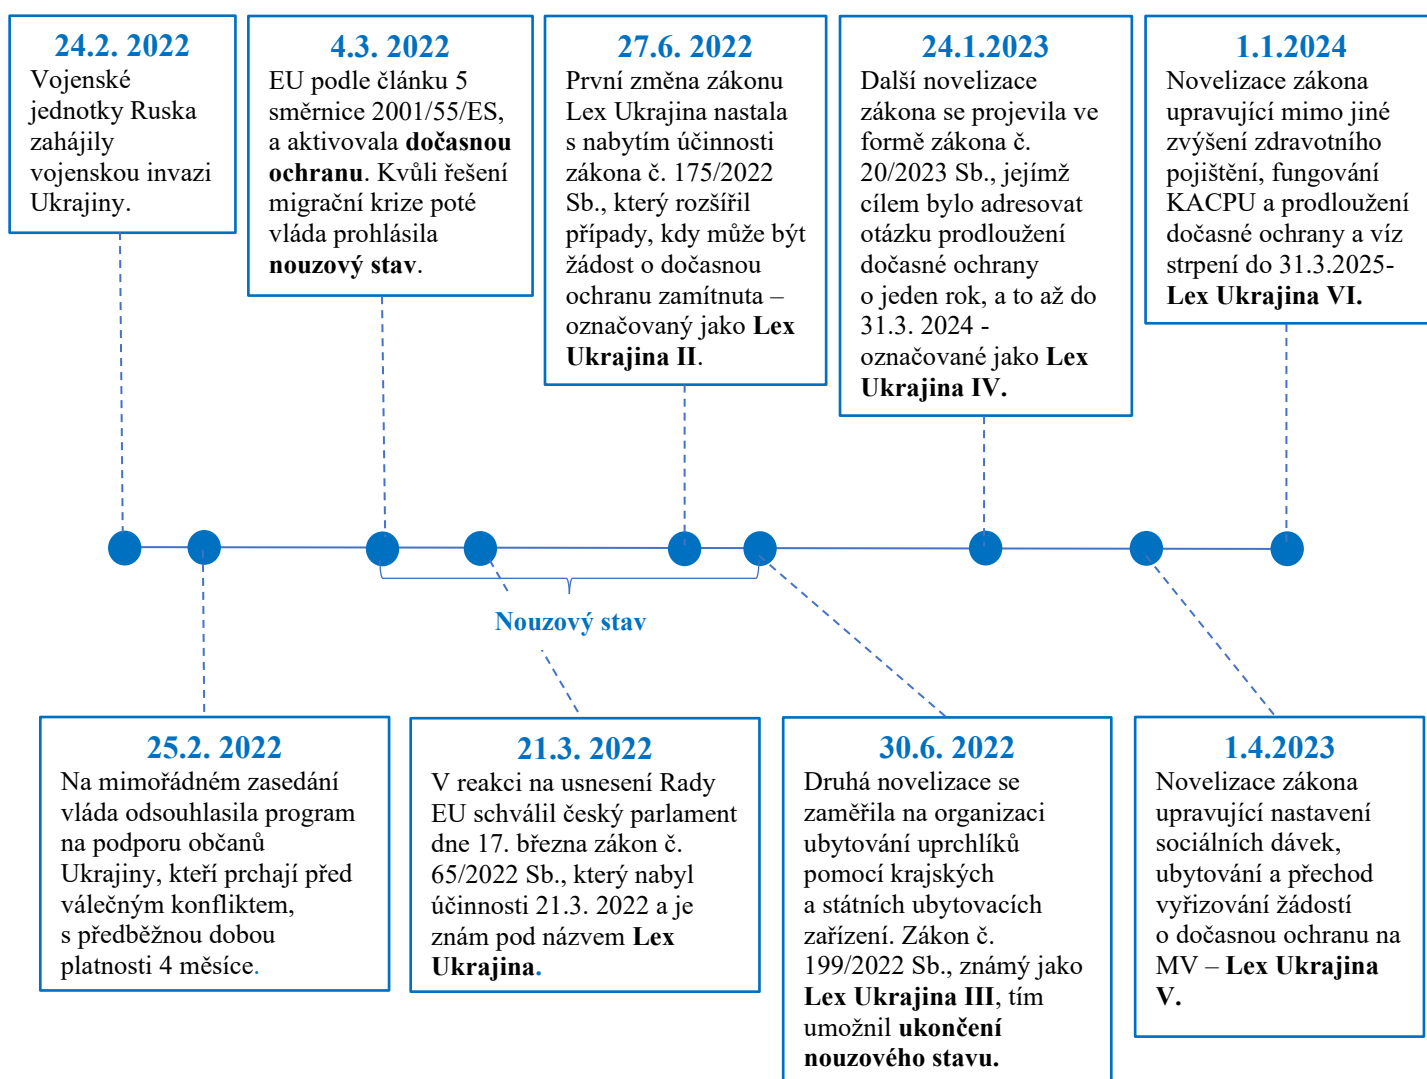 24.2. 2022
Vojenské
jednotky Ruska
zahájily
vojenskou invazi
Ukrajiny.
4.3. 2022
EU podle článku 5
směrnice 2001/55/ES,
a aktivovala dočasnou
ochranu. Kvůli řešení
migrační krize poté
vláda prohlásila
nouzový stav.
27.6. 2022
První změna zákonu
Lex Ukrajina nastala
s nabytím účinnosti
zákona č. 175/2022
Sb., který rozšířil
případy, kdy může být
žádost o dočasnou
ochranu zamítnuta –
označovaný jako Lex
Ukrajina II.
24.1.2023
Další novelizace
zákona se projevila ve
formě zákona č.
20/2023 Sb., jejímž
cílem bylo adresovat
otázku prodloužení
dočasné ochrany
o jeden rok, a to až do
31.3. 2024 -
označované jako Lex
Ukrajina IV.
1.1.2024
Novelizace zákona
upravující mimo jiné
zvýšení zdravotního
pojištění, fungování
KACPU a prodloužení
dočasné ochrany a víz
strpení do 31.3.2025-
Lex Ukrajina VI.
Nouzový stav
25.2. 2022
Na mimořádném zasedání
vláda odsouhlasila program
na podporu občanů
Ukrajiny, kteří prchají před
válečným konfliktem,
s předběžnou dobou
platnosti 4 měsíce.
21.3. 2022
V reakci na usnesení Rady
EU schválil český parlament
dne 17. března zákon č.
65/2022 Sb., který nabyl
účinnosti 21.3. 2022 a je
znám pod názvem Lex
Ukrajina.
30.6. 2022
Druhá novelizace se
zaměřila na organizaci
ubytování uprchlíků
pomocí krajských
a státních ubytovacích
zařízení. Zákon č.
199/2022 Sb., známý jako
Lex Ukrajina III, tím
umožnil ukončení
nouzového stavu.
1.4.2023
Novelizace zákona
upravující nastavení
sociálních dávek,
ubytování a přechod
vyřizování žádostí
o dočasnou ochranu na
MV – Lex Ukrajina
V.